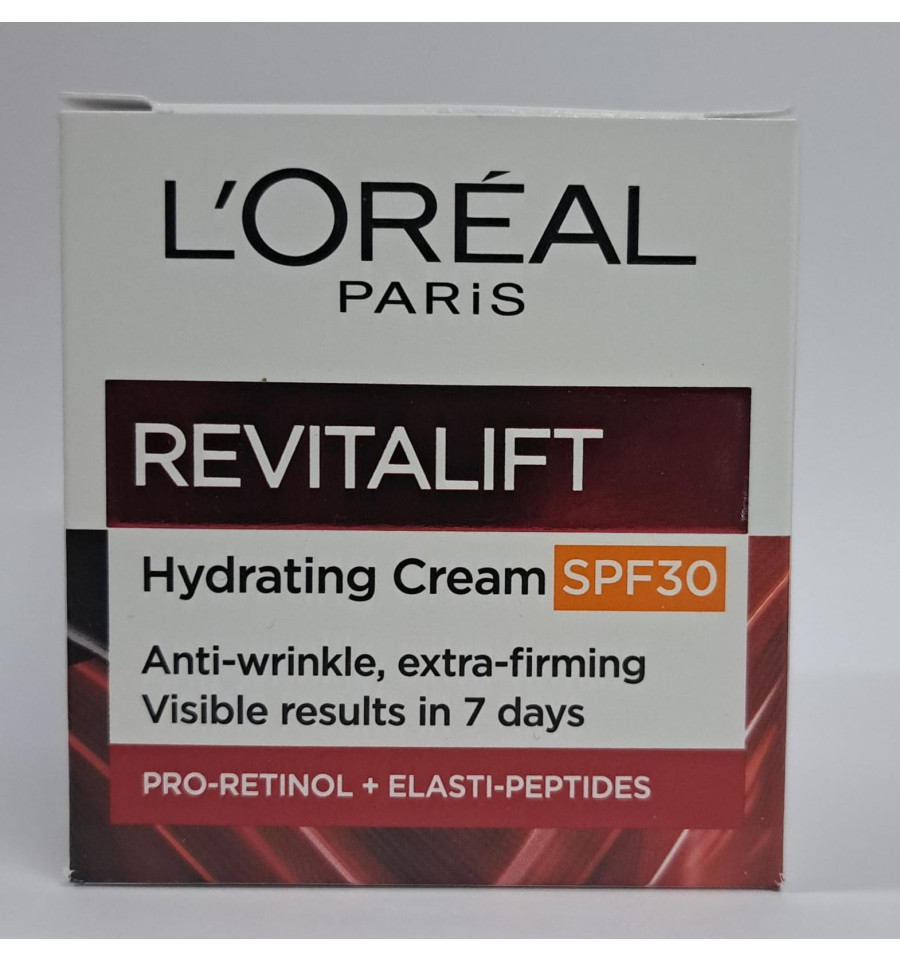 L'ORÉAL
PARiS
REVITALIFT
Hydrating Cream SPF30
Anti-wrinkle, extra-firming
Visible results in 7 days
PRO-RETINOL + ELASTI-PEPTIDES